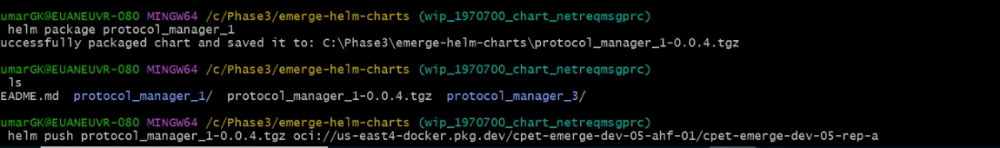 umarGK@EUANEUVR-080 MINGW64 /c/Phase3/emerge-helm-charts (wip_1970700_chart_netreqmsgprc)
helm package protocol_manager_1
uccessfully packaged chart and saved it to: C:\Phase3\emerge-helm-charts\protocol_manager_1-0.0.4.tgz
umarGK@EUANEUVR-080 MINGW64 /c/Phase3/emerge-helm-charts (wip_1970700_chart_netreqmsgprc)
ls
EADME.md protocol_manager_1/ protocol_manager_1-0.0.4.tgz protocol_manager_3/
umarGK@EUANEUVR-080 MINGW64 /c/Phase3/emerge-helm-charts (wip_1970700_chart_netreqmsgprc)
helm push protocol_manager_1-0.0.4.tgz oci://us-east4-docker.pkg.dev/cpet-emerge-dev-05-ahf-01/cpet-emerge-dev-05-rep-a